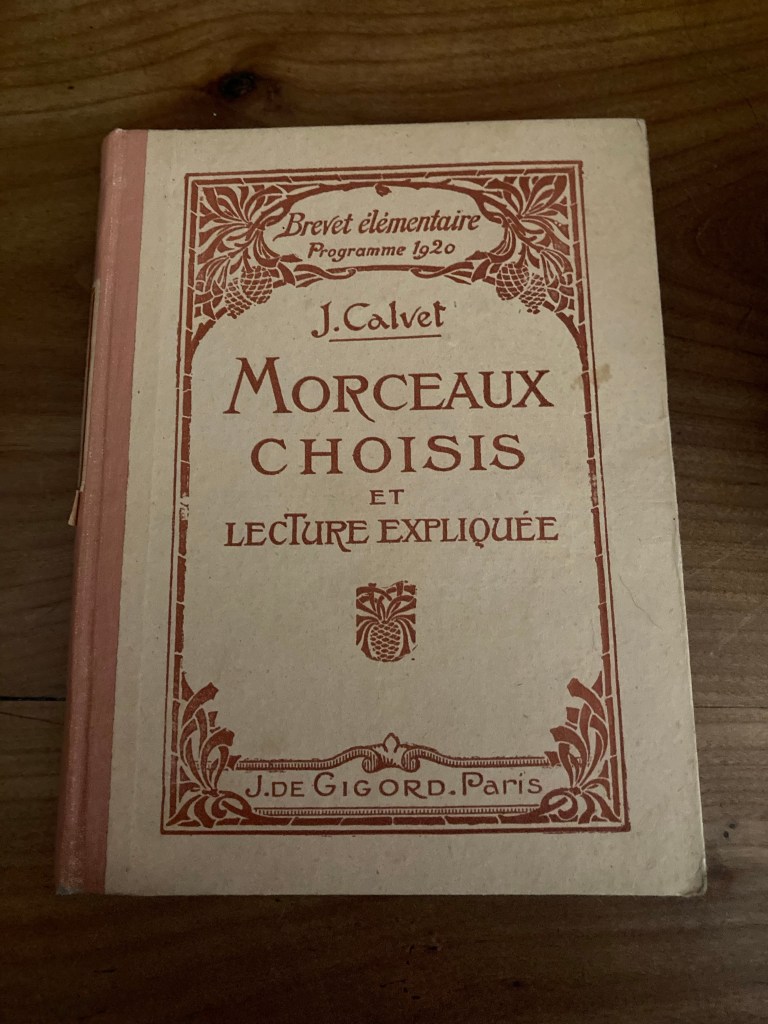 Brevet élémentaire
Programme 1920
J. Calvet
MORCEAUX
CHOISIS
ET
LECTURE EXPLIQUÉE
J. DE GIGORD. Paris